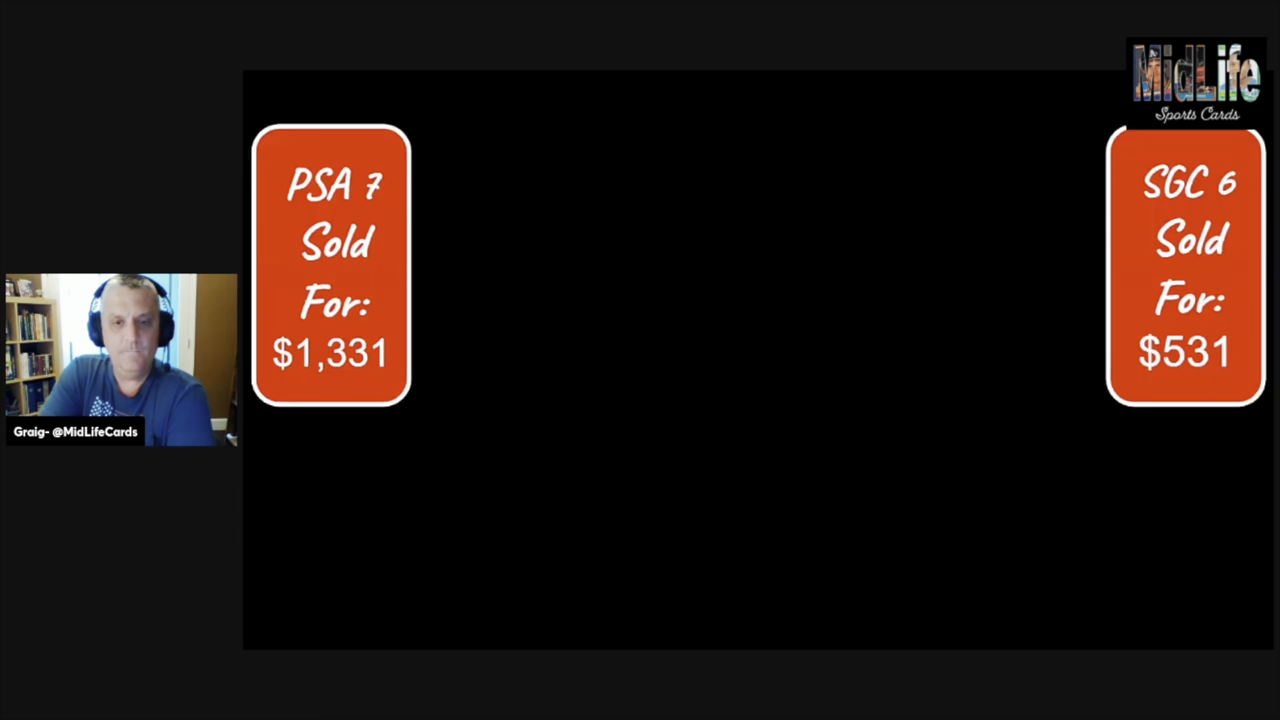 MidLife
Sports Cards
PSA 7
Sold
For:
$1,331
SGC 6
Sold
For:
$531
Graig- @MidLifeCards